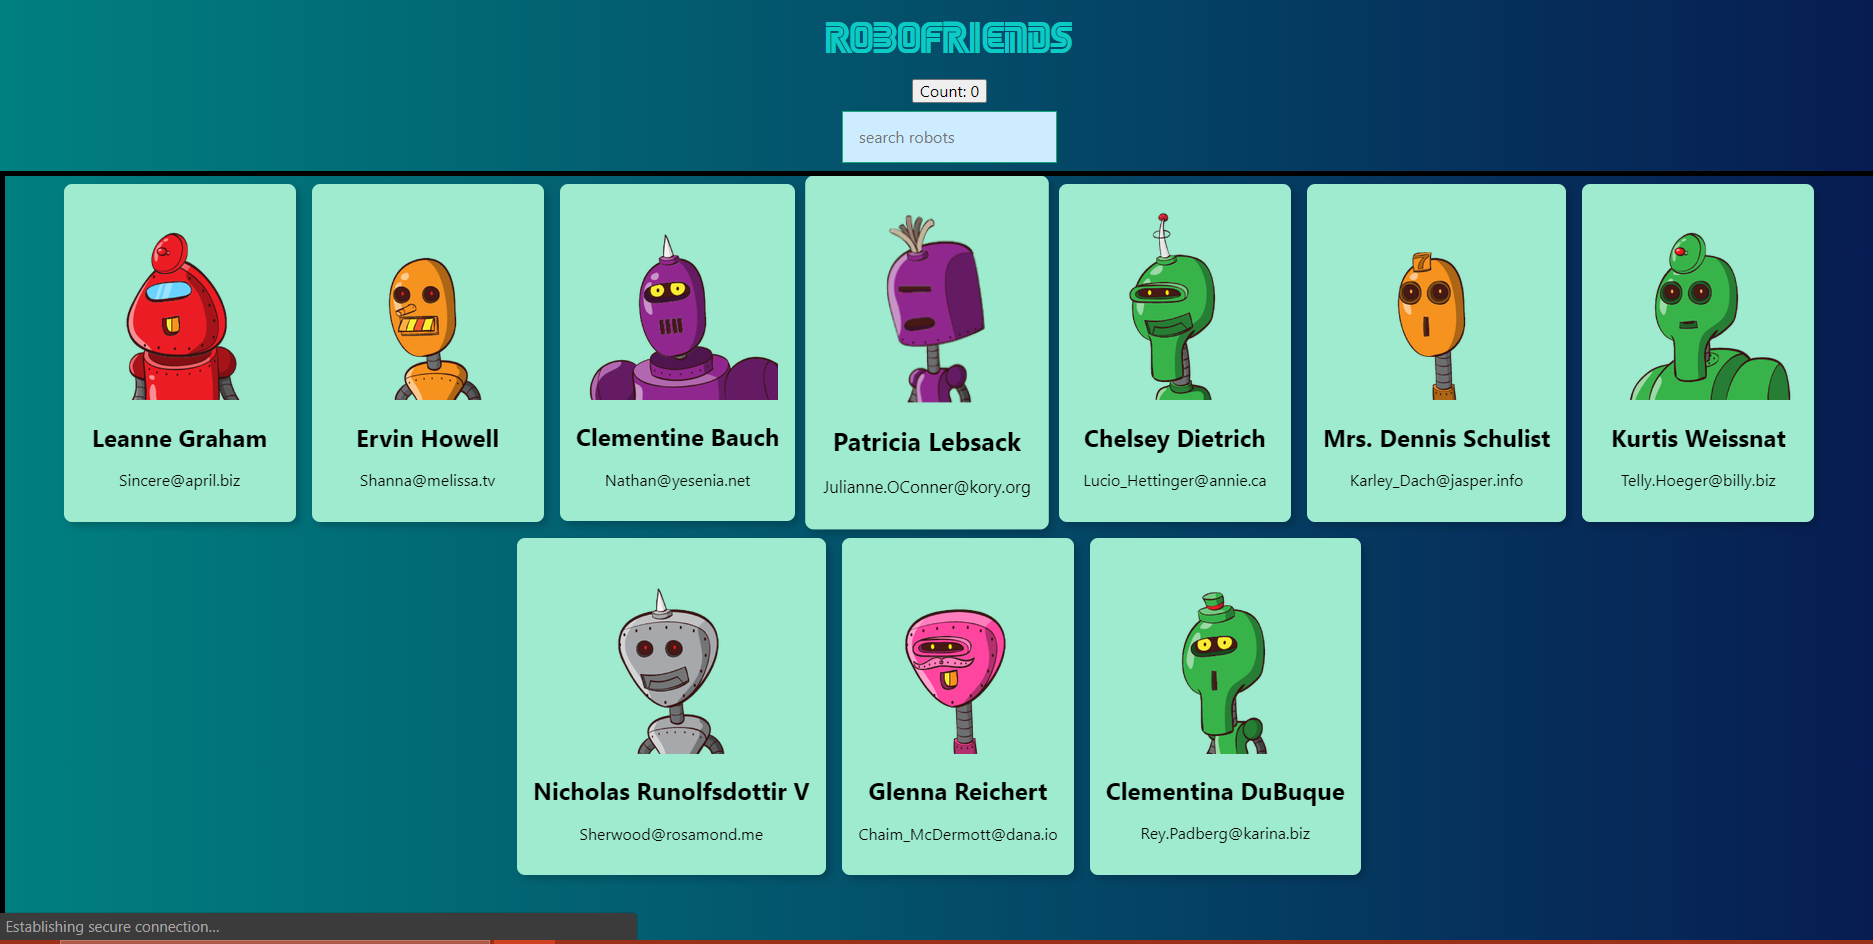 ROBOFRIENDS
Count: 0
search robots
7
Leanne Graham
Sincere@april.biz
Ervin Howell
Shanna@melissa.tv
Clementine Bauch
Nathan@yesenia.net
Patricia Lebsack
Julianne.OConner@kory.org
Chelsey Dietrich
Lucio_Hettinger@annie.ca
Mrs. Dennis Schulist
Karley_Dach@jasper.info
Kurtis Weissnat
Telly.Hoeger@billy.biz
Nicholas Runolfsdottir V
Sherwood@rosamond.me
Glenna Reichert
Chaim_McDermott@dana.io
Clementina DuBuque
Rey.Padberg@karina.biz
Establishing secure connection...